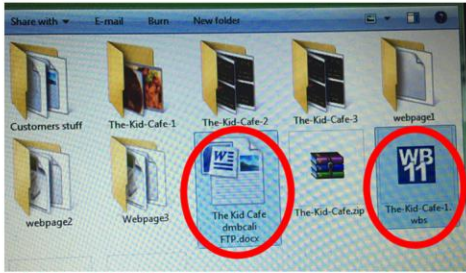 Share with E-mail Burn New folder
Customers stuff The-Kid-Cafe-1 The-Kid-Cafe-2 The-Kid-Cafe-3 webpage1
webpage2 Webpage3 The Kid Cafe The-Kid-Cafe.zip The-Kid-Cafe-1.
dmbcali wbs
FTP.docx
W
WB
11